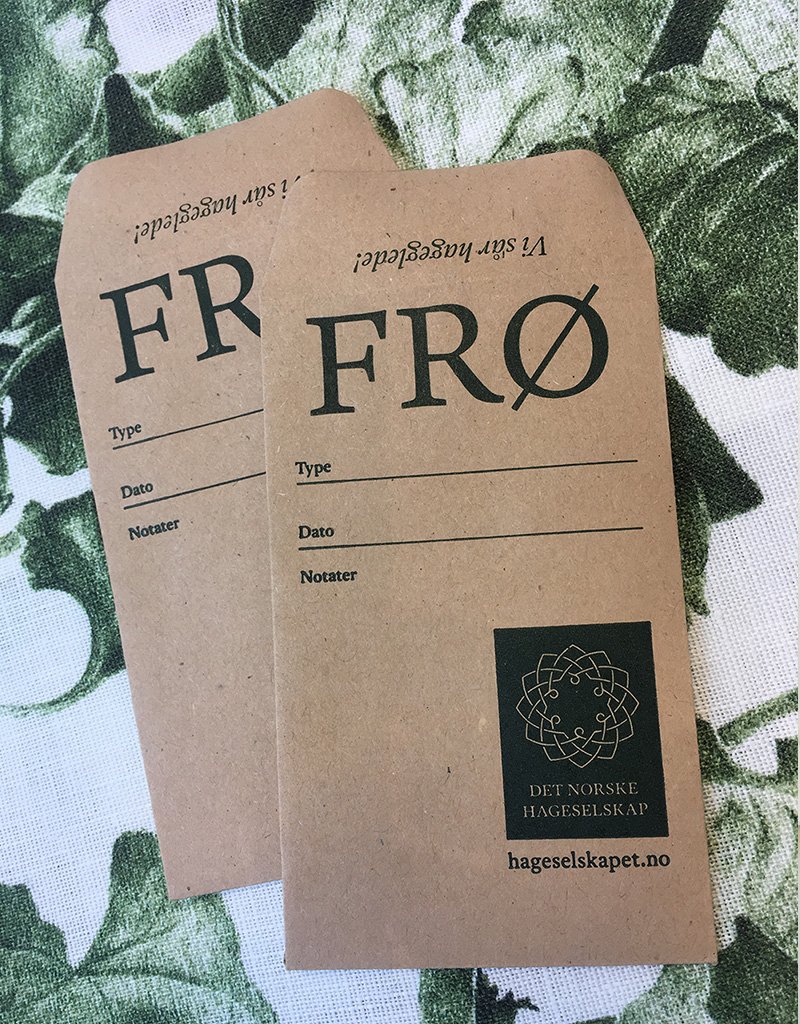 Vi sår hageglede!
FR
Type
Dato
Notater
Vi sår hageglede!
FRØ
Type
Dato
Notater
DET NORSKE
HAGESELSKAP
hageselskapet.no